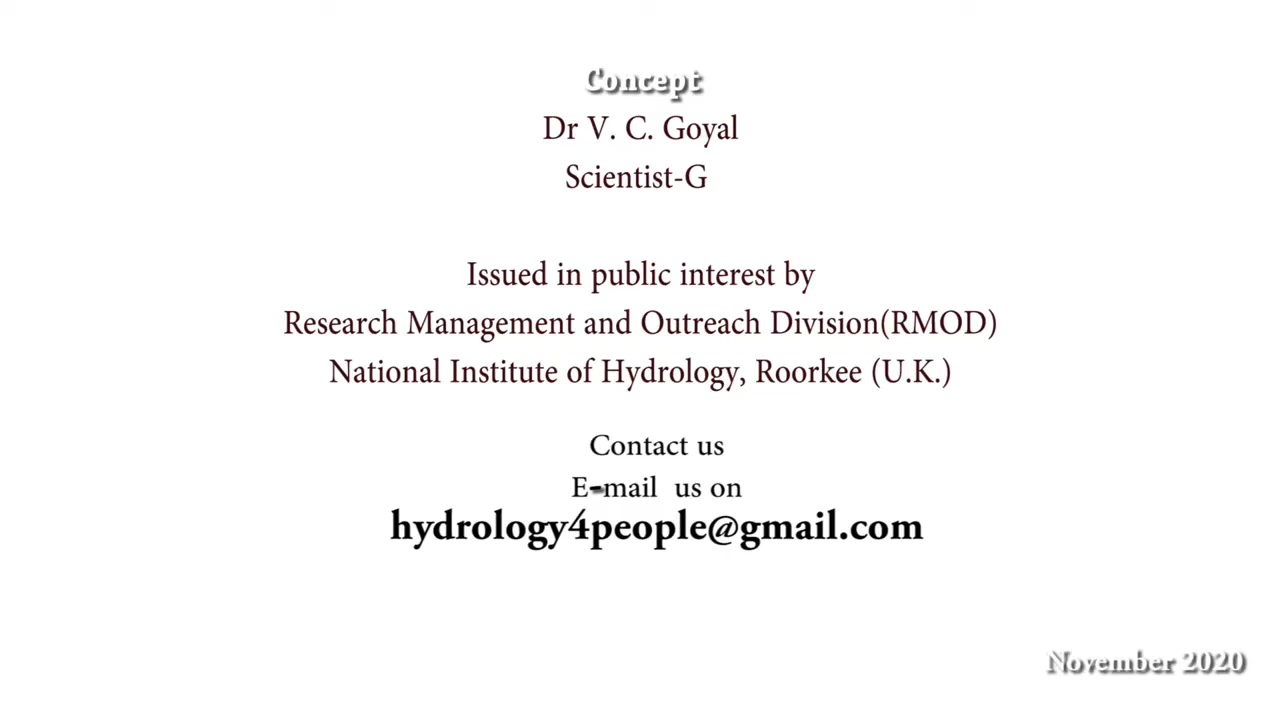 Concept
Dr V. C. Goyal
Scientist-G
Issued in public interest by
Research Management and Outreach Division(RMOD)
National Institute of Hydrology, Roorkee (U.K.)
Contact us
E-mail us on
hydrology4people@gmail.com
November 2020